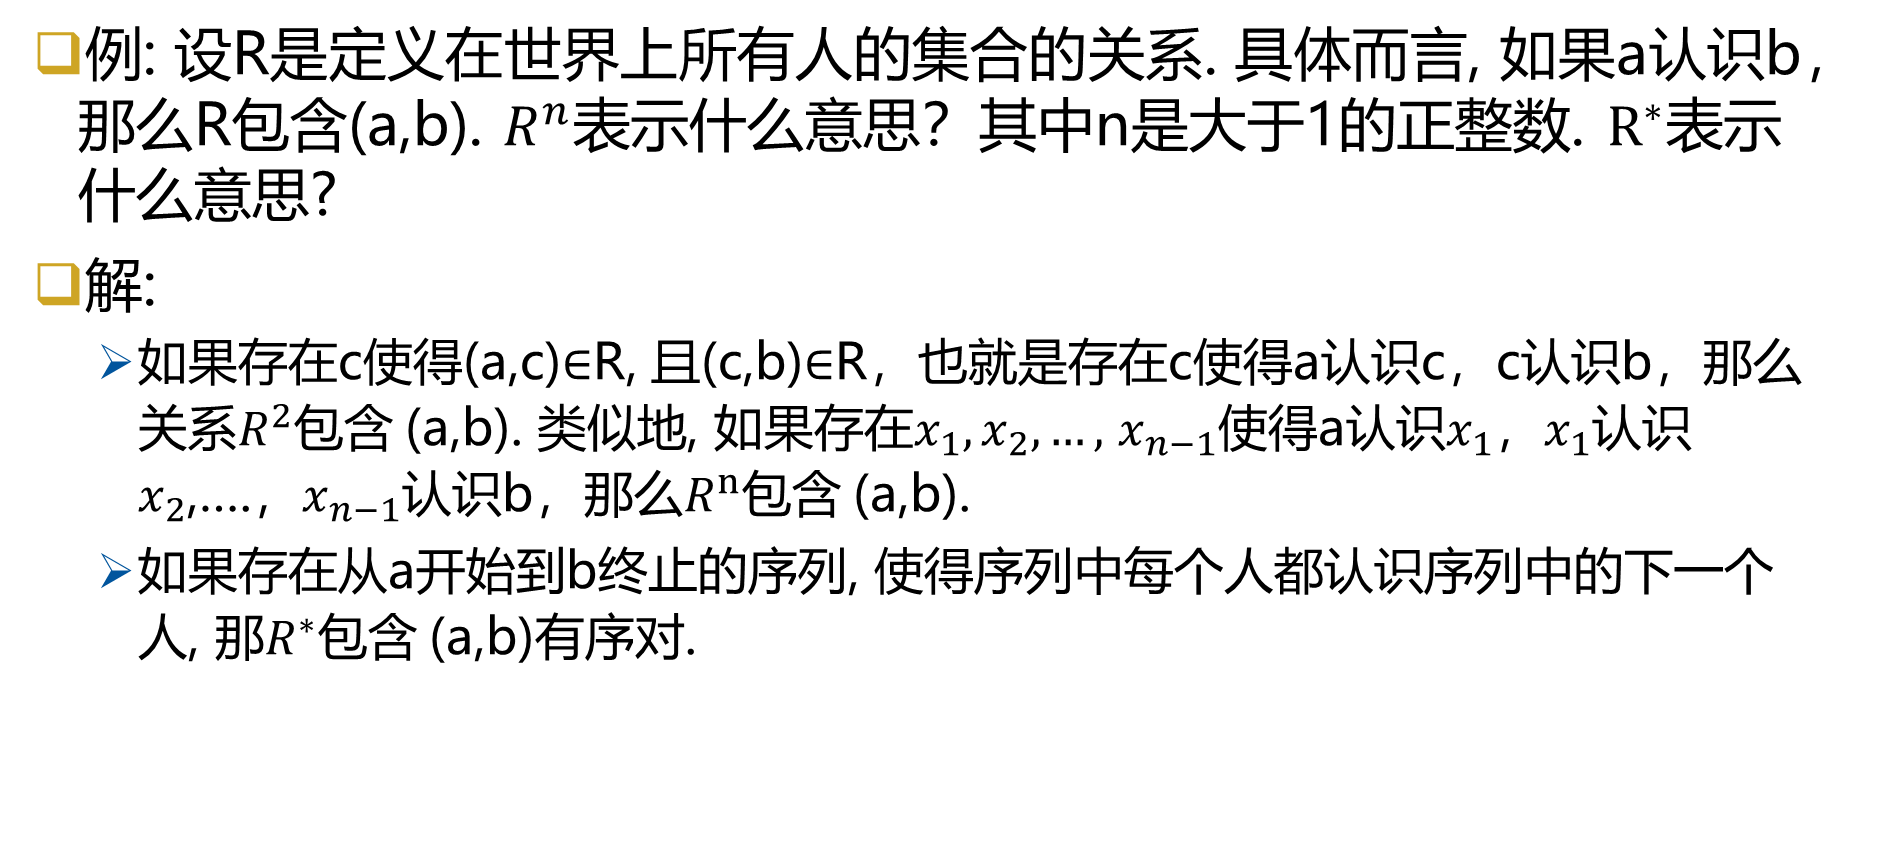 例: 设R是定义在世界上所有人的集合的关系. 具体而言, 如果a认识b,
那么R包含(a,b). 𝑅ⁿ表示什么意思？其中n是大于1的正整数. R*表示
什么意思?
解:
如果存在c使得(a,c)∈R, 且(c,b)∈R，也就是存在c使得a认识c，c认识b，那么
关系𝑅²包含 (a,b). 类似地, 如果存在𝑥₁, 𝑥₂, … , 𝑥ₙ₋₁使得a认识𝑥₁，𝑥₁认识
𝑥₂,....，𝑥ₙ₋₁认识b，那么𝑅ⁿ包含 (a,b).
如果存在从a开始到b终止的序列, 使得序列中每个人都认识序列中的下一个
人, 那𝑅*包含 (a,b)有序对.